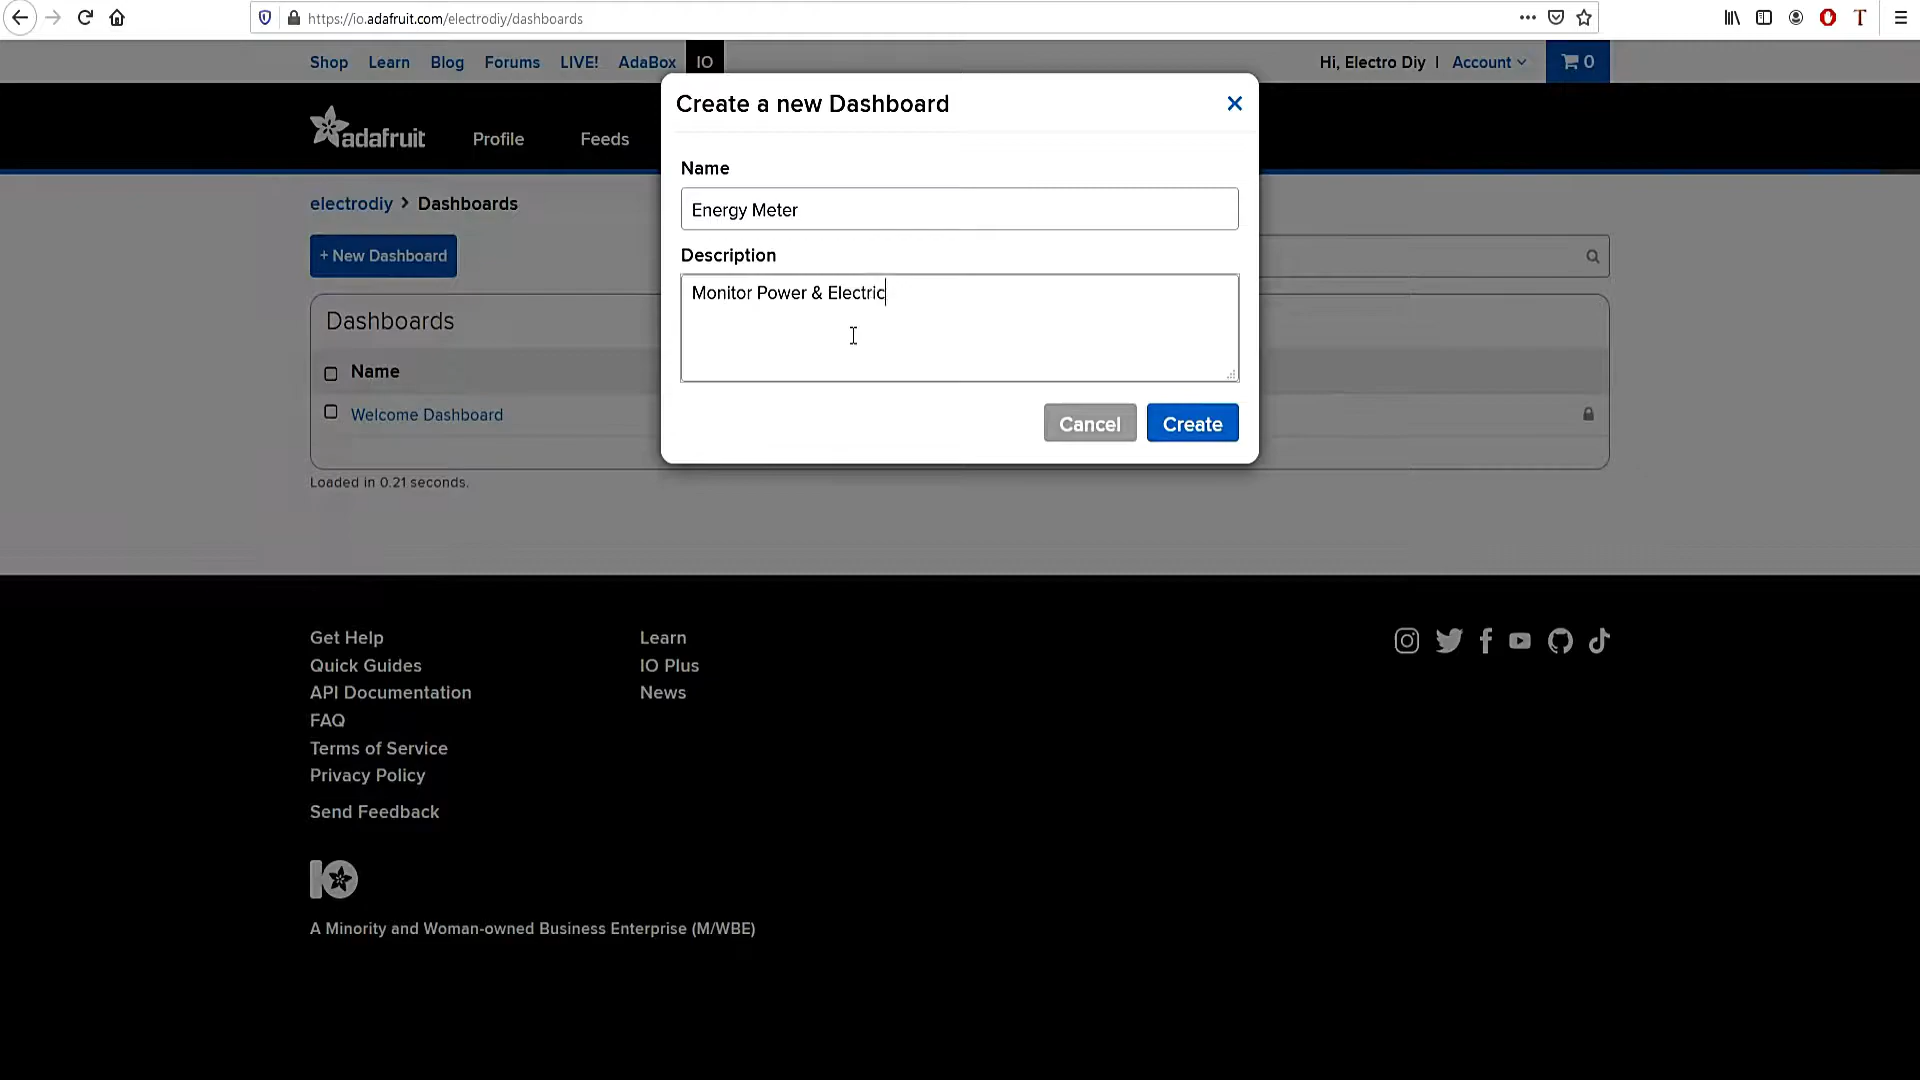 https://io.adafruit.com/electrodiy/dashboards
Shop Learn Blog Forums LIVE! AdaBox IO
Hi, Electro Diy | Account 0
adafruit Profile Feeds
electrodiy > Dashboards
+ New Dashboard
Dashboards
Name
Welcome Dashboard
Loaded in 0.21 seconds.
Create a new Dashboard
Name
Energy Meter
Description
Monitor Power & Electric
Cancel Create
Get Help
Quick Guides
API Documentation
FAQ
Terms of Service
Privacy Policy
Send Feedback
Learn
IO Plus
News
IO
A Minority and Woman-owned Business Enterprise (M/WBE)